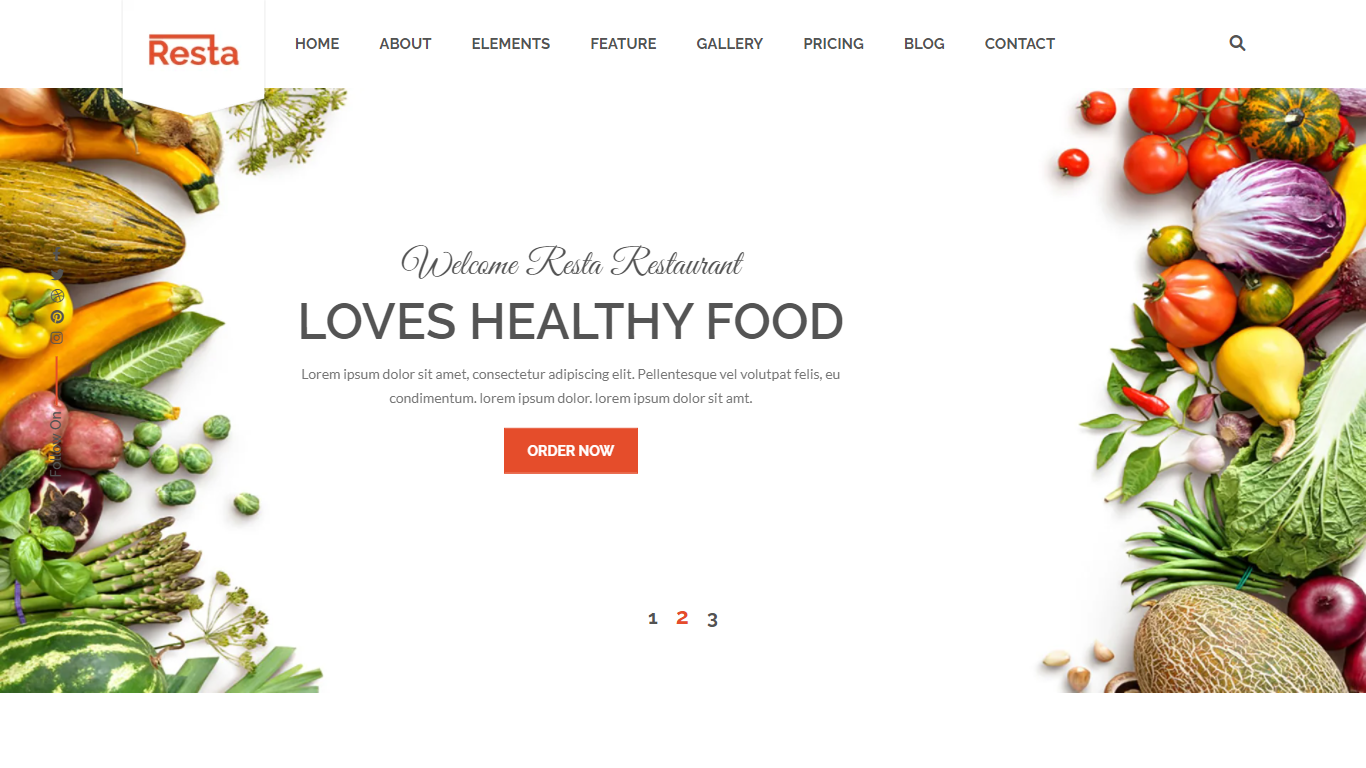 Resta
HOME
ABOUT
ELEMENTS
FEATURE
GALLERY
PRICING
BLOG
CONTACT
Welcome Resta Restaurant
LOVES HEALTHY FOOD
Lorem ipsum dolor sit amet, consectetur adipiscing elit. Pellentesque vel volutpat felis, eu
condimentum. lorem ipsum dolor. lorem ipsum dolor sit amt.
ORDER NOW
Follow On
1 2 3